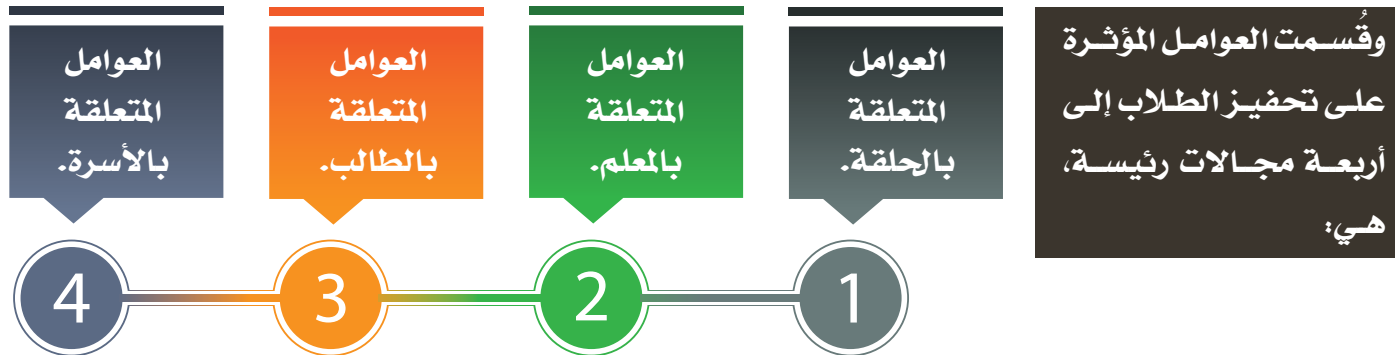 وقُسمت العوامل المؤثرة
على تحفيز الطلاب إلى
أربعة مجالات رئيسة،
هي:
العوامل
المتعلقة
بالحلقة.
1
العوامل
المتعلقة
بالمعلم.
2
العوامل
المتعلقة
بالطالب.
3
العوامل
المتعلقة
بالأسرة.
4